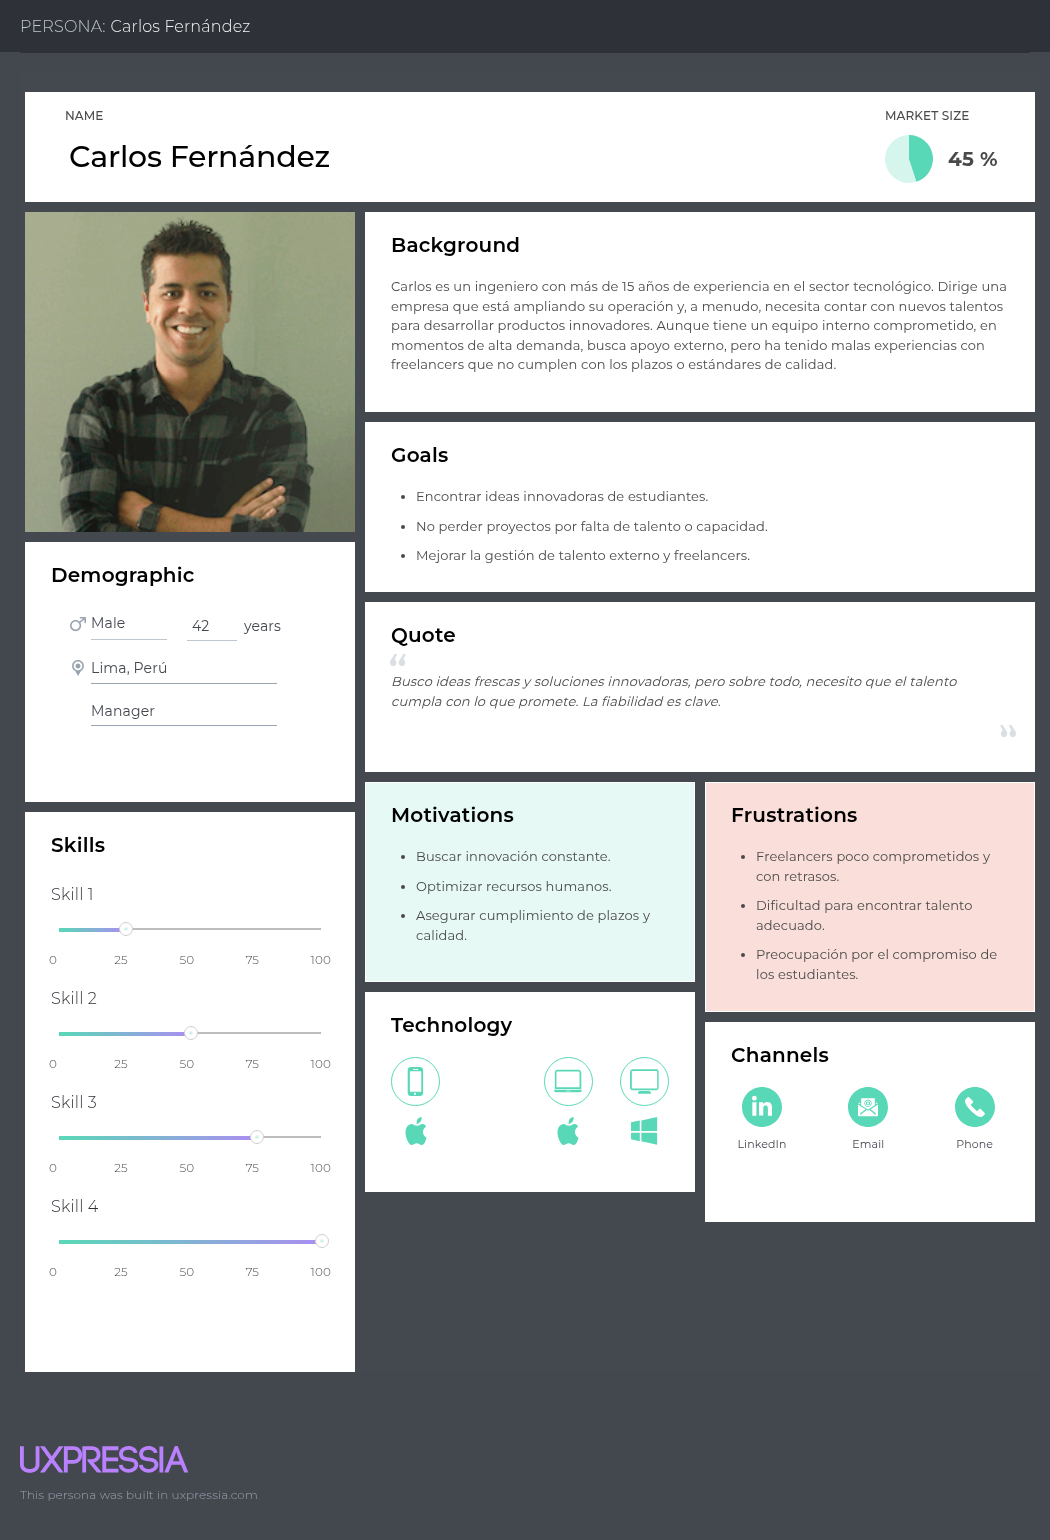 PERSONA: Carlos Fernández
NAME
Carlos Fernández
MARKET SIZE
45 %
Background
Carlos es un ingeniero con más de 15 años de experiencia en el sector tecnológico. Dirige una
empresa que está ampliando su operación y, a menudo, necesita contar con nuevos talentos
para desarrollar productos innovadores. Aunque tiene un equipo interno comprometido, en
momentos de alta demanda, busca apoyo externo, pero ha tenido malas experiencias con
freelancers que no cumplen con los plazos o estándares de calidad.
Goals
• Encontrar ideas innovadoras de estudiantes.
• No perder proyectos por falta de talento o capacidad.
• Mejorar la gestión de talento externo y freelancers.
Demographic
Male 42 years
Lima, Perú
Manager
Quote
“
Busco ideas frescas y soluciones innovadoras, pero sobre todo, necesito que el talento
cumpla con lo que promete. La fiabilidad es clave.
”
Skills
Skill 1
0 25 50 75 100
Skill 2
0 25 50 75 100
Skill 3
0 25 50 75 100
Skill 4
0 25 50 75 100
Motivations
• Buscar innovación constante.
• Optimizar recursos humanos.
• Asegurar cumplimiento de plazos y
calidad.
Frustrations
• Freelancers poco comprometidos y
con retrasos.
• Dificultad para encontrar talento
adecuado.
• Preocupación por el compromiso de
los estudiantes.
Technology
Channels
in
LinkedIn Email Phone
UXPRESSIA
This persona was built in uxpressia.com